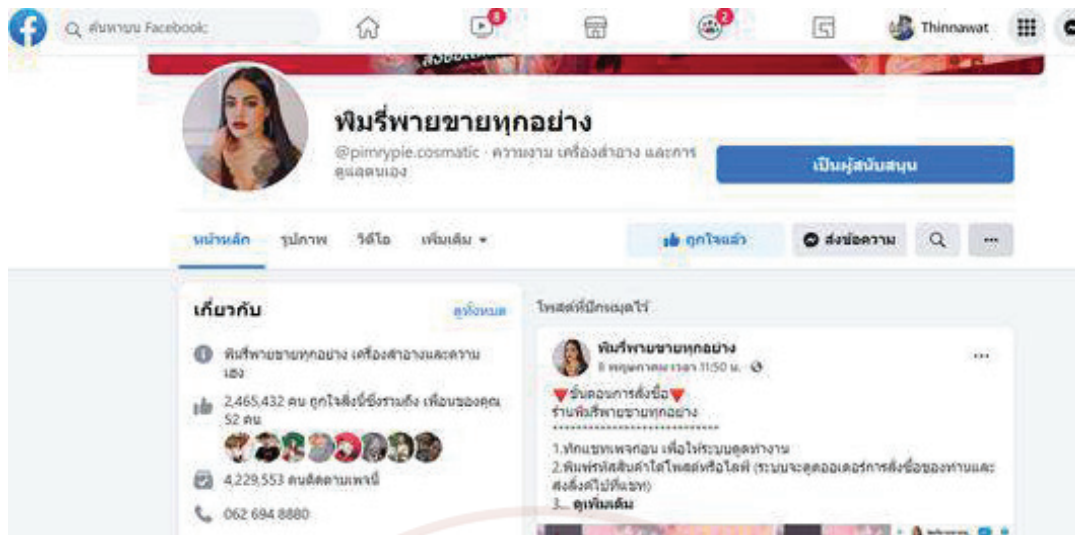 ค้นหาบน Facebook
8
2
Thinnawat
พิมรี่พายขายทุกอย่าง
@pimrypie.cosmatic · ความงาม เครื่องสำอาง และการ
ดูแลตนเอง
เป็นผู้สนับสนุน
หน้าหลัก รูปภาพ วิดีโอ เพิ่มเติม
ถูกใจแล้ว ส่งข้อความ
เกี่ยวกับ ดูทั้งหมด
พิมรี่พายขายทุกอย่าง เครื่องสำอางและความ
เอง
2,465,432 คน ถูกใจสิ่งนี้ซึ่งรวมถึง เพื่อนของคุณ
52 คน
4,229,553 คนติดตามเพจนี้
062 694 8880
โพสต์ที่ปักหมุดไว้
พิมรี่พายขายทุกอย่าง
8 พฤษภาคม เวลา 11:50 น.
ขั้นตอนการสั่งซื้อ
ร้านพิมรี่พายขายทุกอย่าง
1.ทักแชทเพจก่อน เพื่อให้ระบบดูดทำงาน
2.พิมพ์รหัสสินค้าใต้โพสต์หรือไลฟ์ (ระบบจะดูดออเดอร์การสั่งซื้อของท่านและ
ส่งลิ้งค์ไปที่แชท)
3... ดูเพิ่มเติม